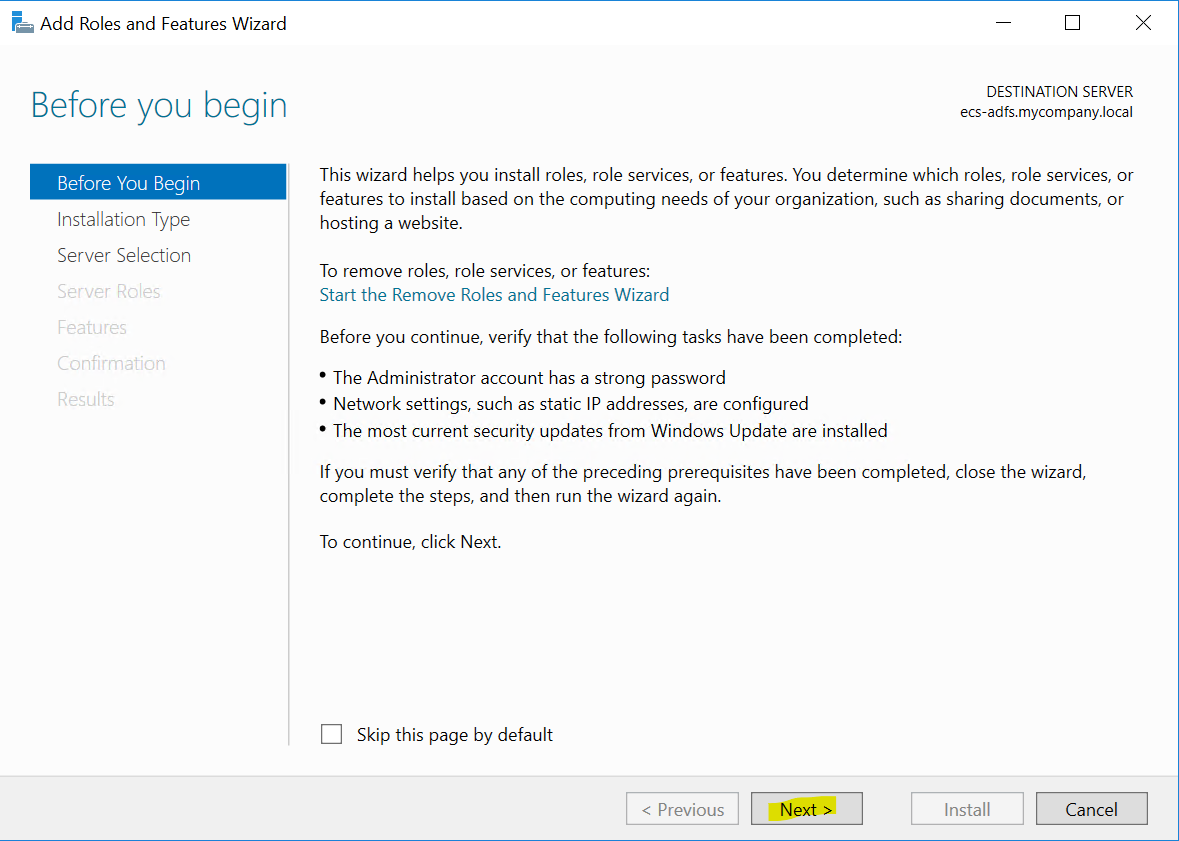 Add Roles and Features Wizard
Before you begin
DESTINATION SERVER
ecs-adfs.mycompany.local
Before You Begin
Installation Type
Server Selection
Server Roles
Features
Confirmation
Results
This wizard helps you install roles, role services, or features. You determine which roles, role services, or
features to install based on the computing needs of your organization, such as sharing documents, or
hosting a website.
To remove roles, role services, or features:
Start the Remove Roles and Features Wizard
Before you continue, verify that the following tasks have been completed:
• The Administrator account has a strong password
• Network settings, such as static IP addresses, are configured
• The most current security updates from Windows Update are installed
If you must verify that any of the preceding prerequisites have been completed, close the wizard,
complete the steps, and then run the wizard again.
To continue, click Next.
Skip this page by default
< Previous
Next >
Install
Cancel